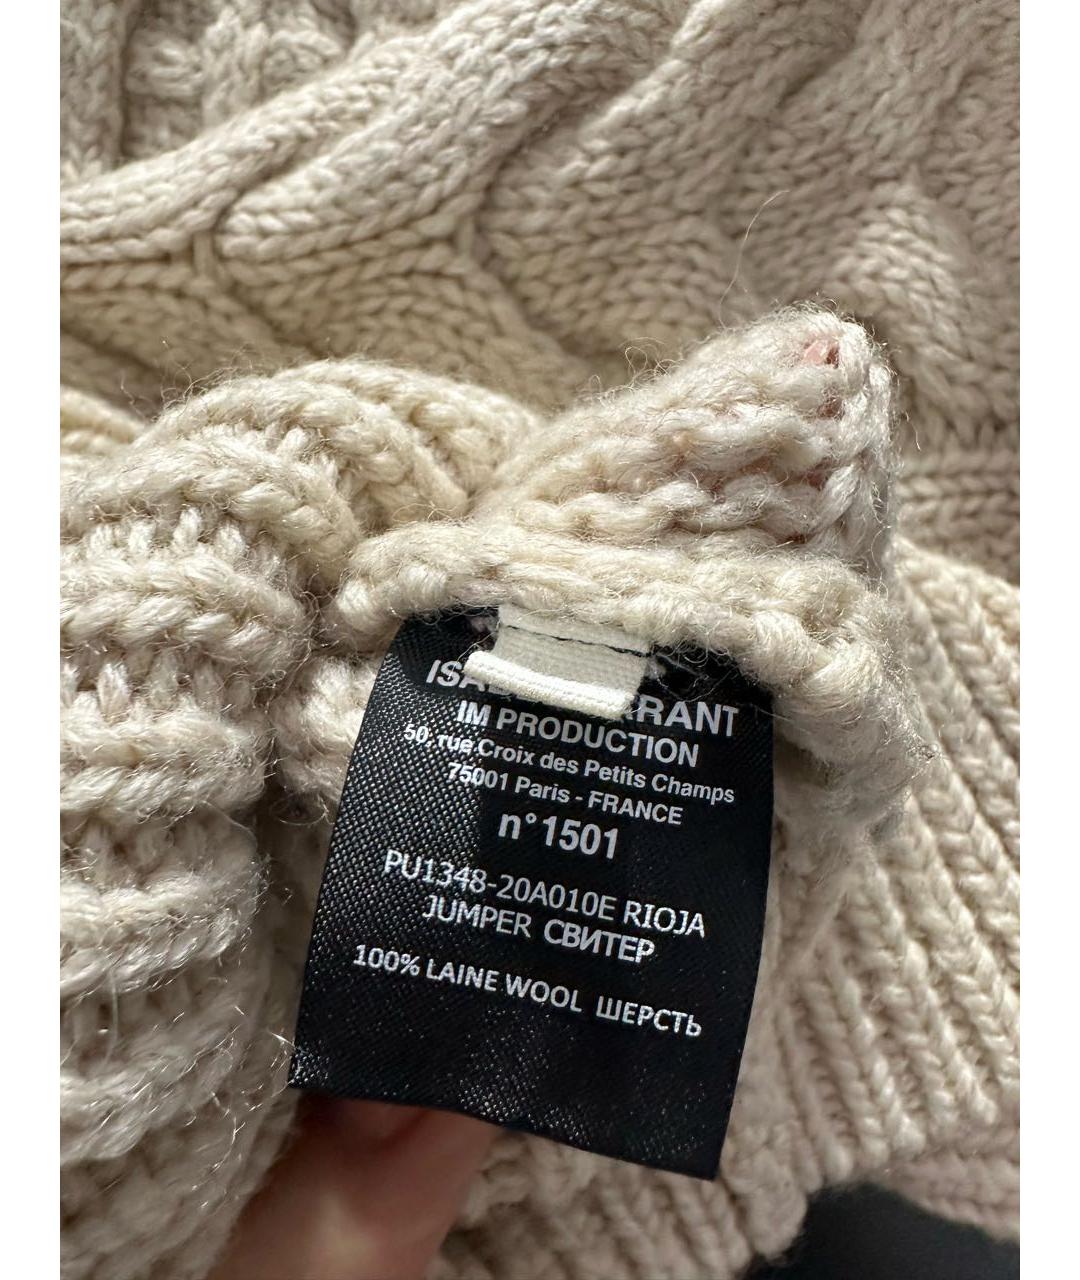 IM PRODUCTION
50, rue Croix des Petits Champs
75001 Paris - FRANCE
n°1501
PU1348-20A010E RIOJA
JUMPER СВИТЕР
100% LAINE WOOL ШЕРСТЬ